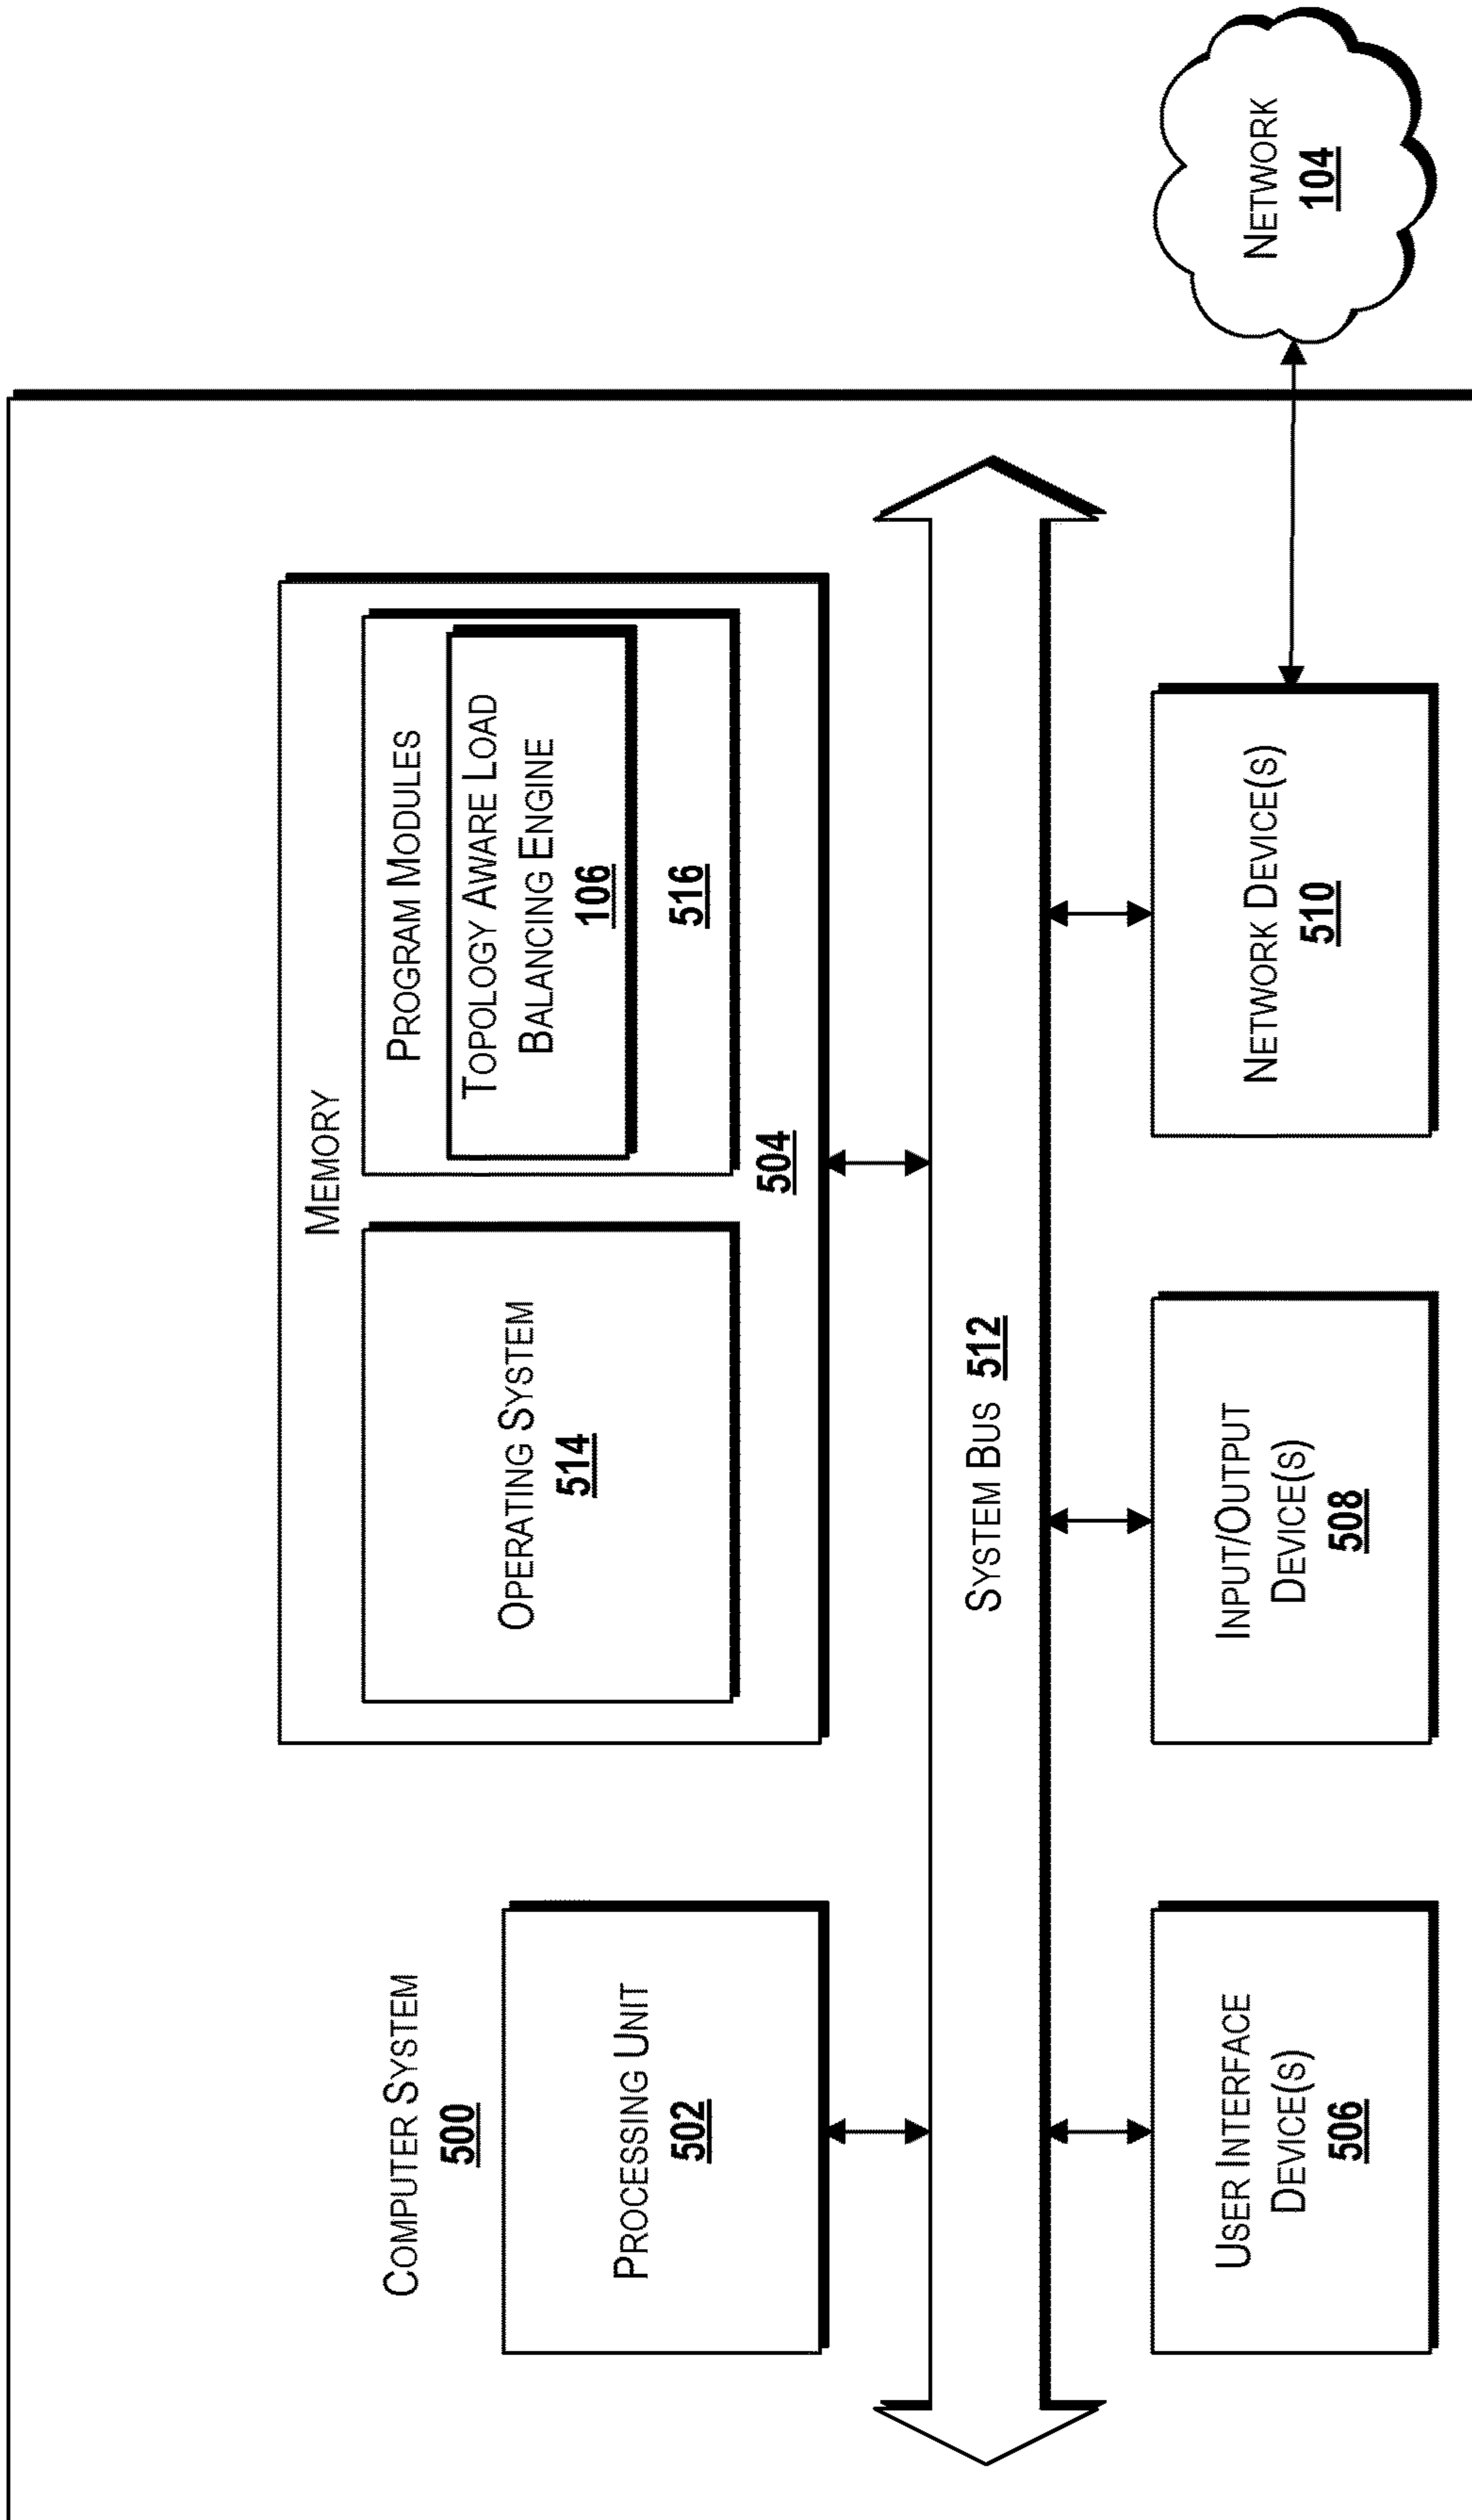 COMPUTER SYSTEM
500
PROCESSING UNIT
502
MEMORY
OPERATING SYSTEM
514
PROGRAM MODULES
TOPOLOGY AWARE LOAD
BALANCING ENGINE
106
516
504
SYSTEM BUS 512
USER INTERFACE
DEVICE(S)
506
INPUT/OUTPUT
DEVICE(S)
508
NETWORK DEVICE(S)
510
NETWORK
104